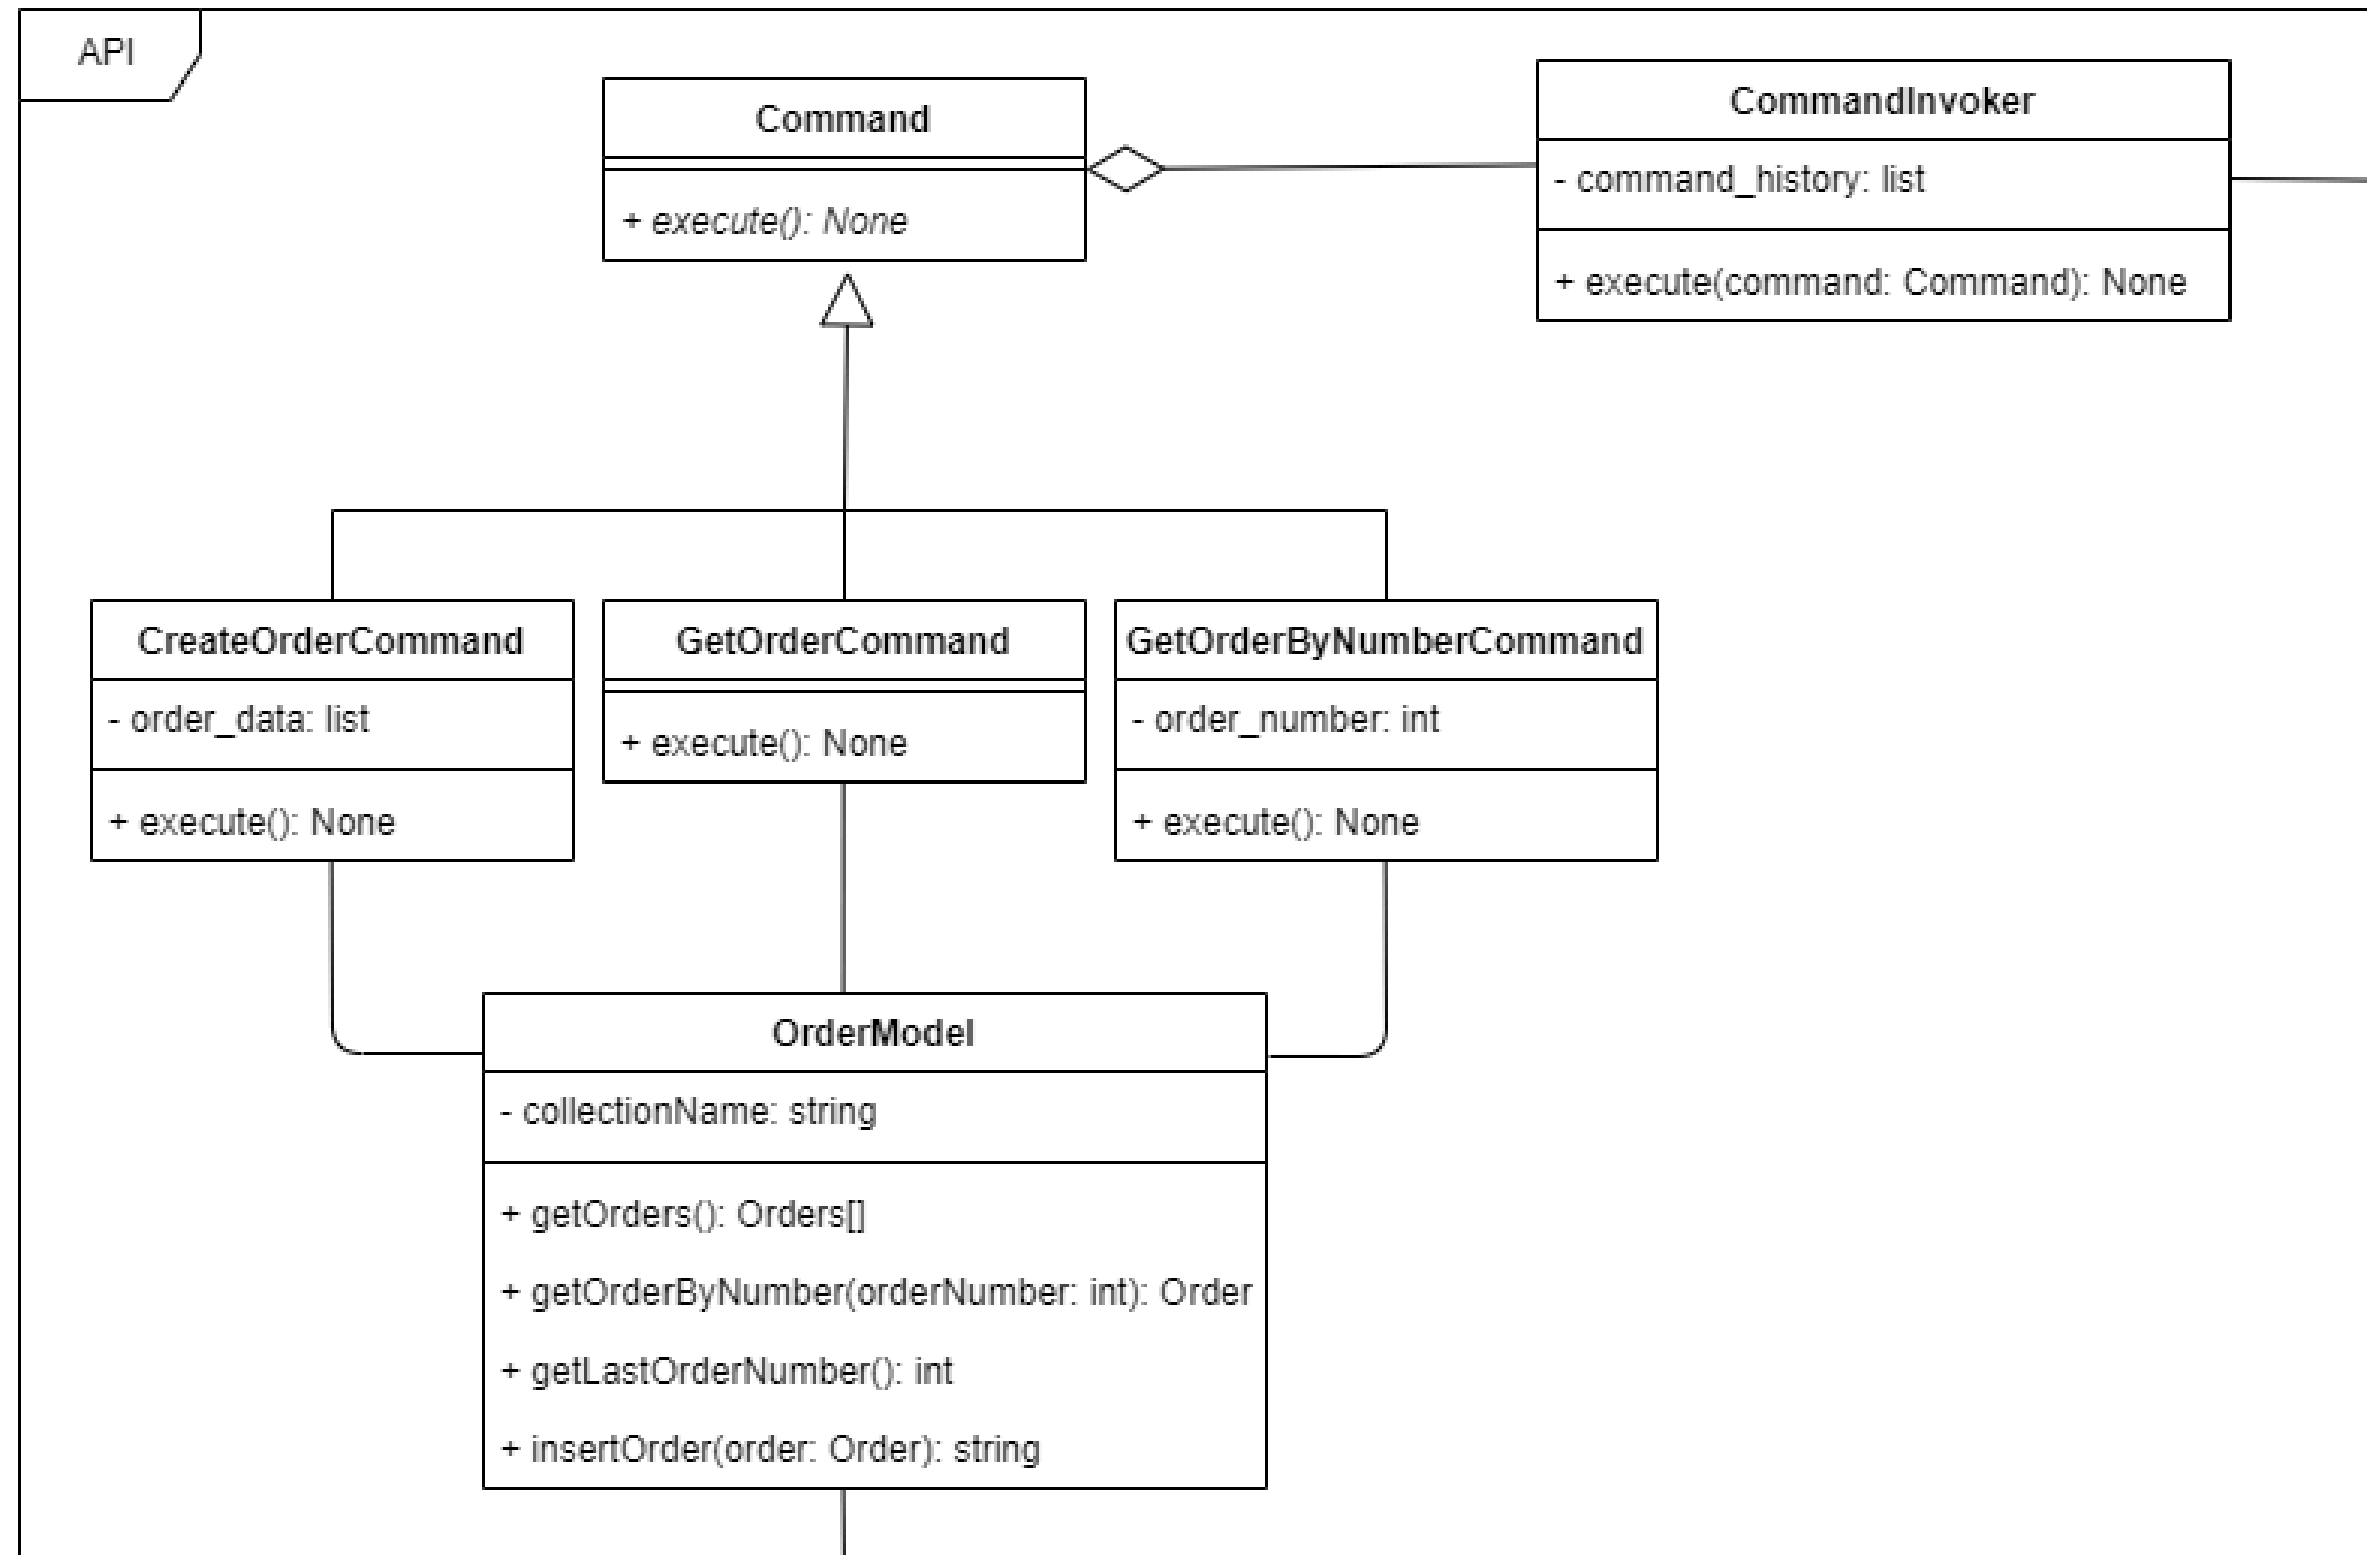 API
Command
+ execute(): None
CommandInvoker
- command_history: list
+ execute(command: Command): None
CreateOrderCommand
- order_data: list
+ execute(): None
GetOrderCommand
+ execute(): None
GetOrderByNumberCommand
- order_number: int
+ execute(): None
OrderModel
- collectionName: string
+ getOrders(): Orders[]
+ getOrderByNumber(orderNumber: int): Order
+ getLastOrderNumber(): int
+ insertOrder(order: Order): string